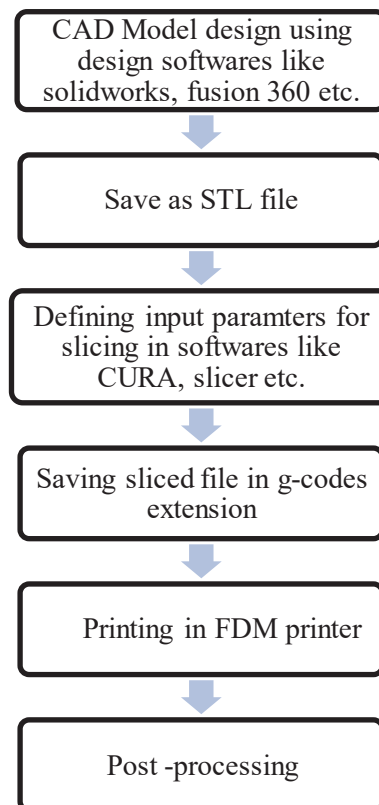 CAD Model design using
design softwares like
solidworks, fusion 360 etc.
Save as STL file
Defining input paramters for
slicing in softwares like
CURA, slicer etc.
Saving sliced file in g-codes
extension
Printing in FDM printer
Post -processing